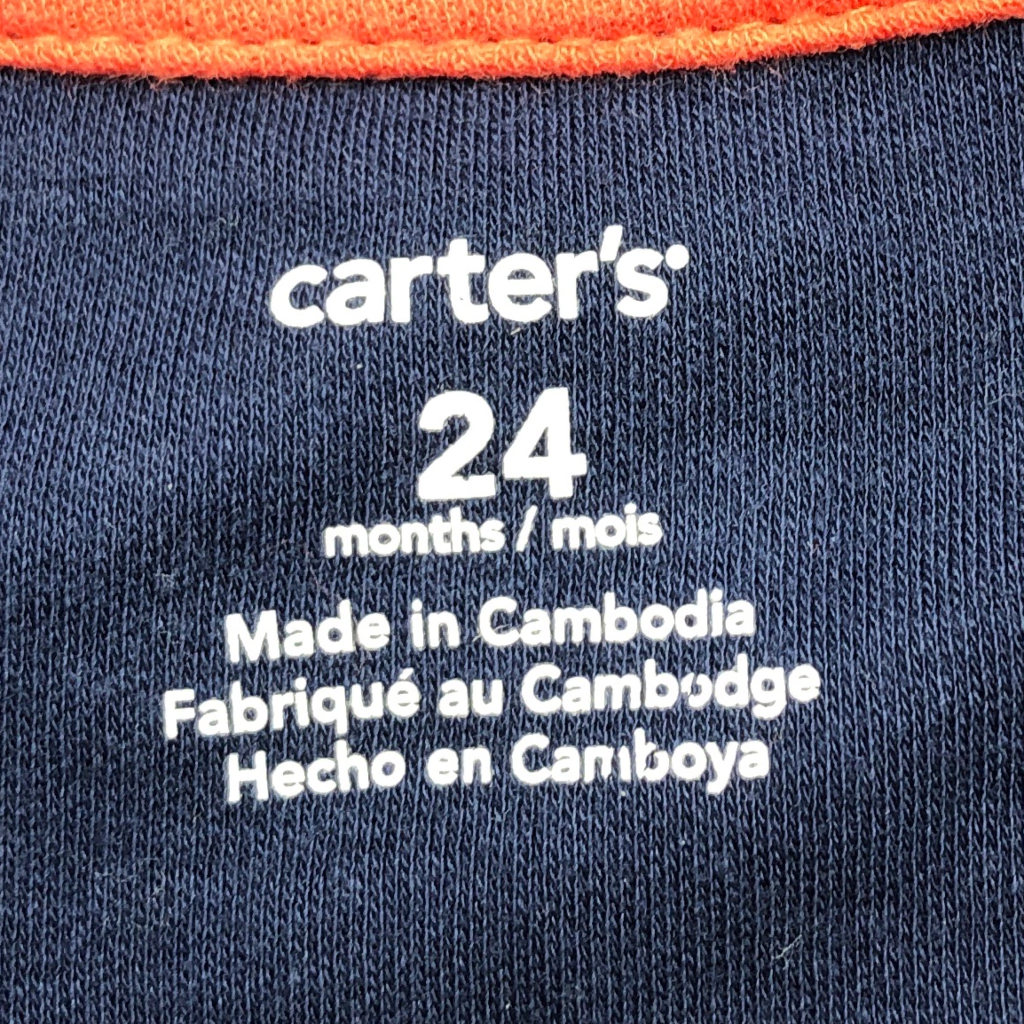 carter's
24
months / mois
Made in Cambodia
Fabriqué au Cambodge
Hecho en Camboya